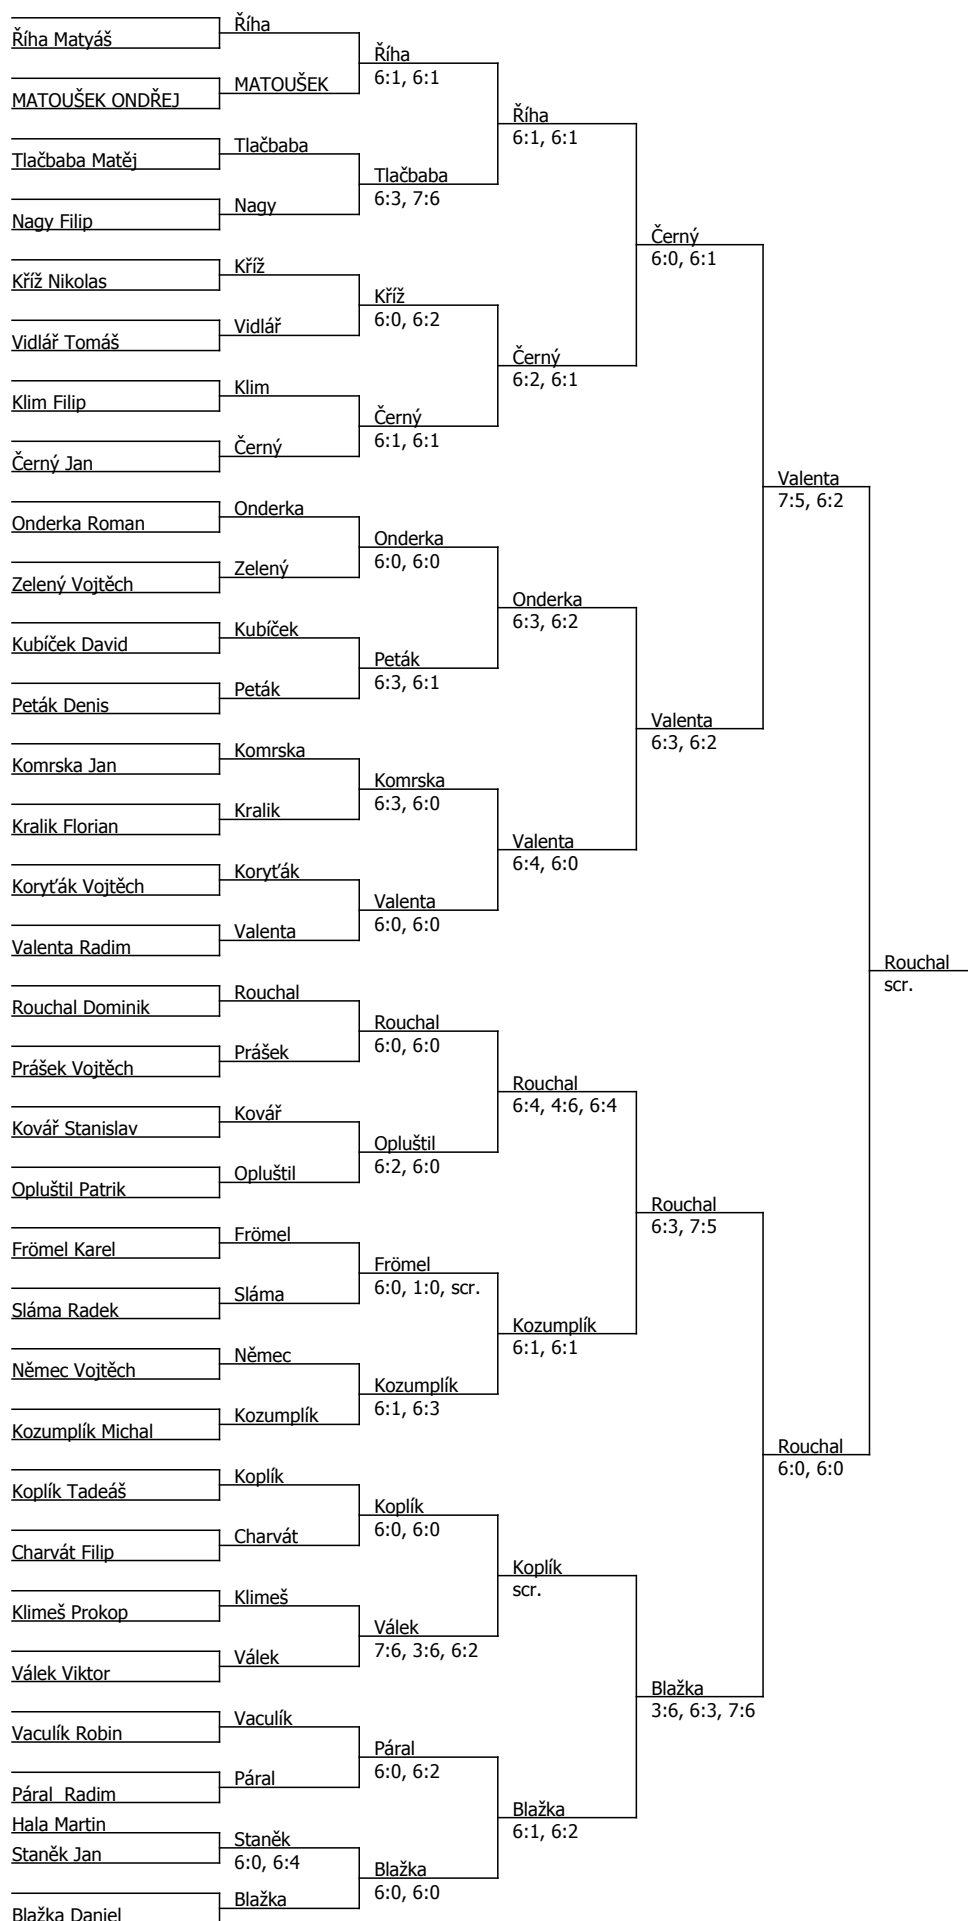 Říha Matyáš
MATOUŠEK ONDŘEJ
Tlačbaba Matěj
Nagy Filip
Kříž Nikolas
Vidlář Tomáš
Klim Filip
Černý Jan
Onderka Roman
Zelený Vojtěch
Kubíček David
Peták Denis
Komrska Jan
Kralik Florian
Koryťák Vojtěch
Valenta Radim
Rouchal Dominik
Prášek Vojtěch
Kovář Stanislav
Opluštil Patrik
Frömel Karel
Sláma Radek
Němec Vojtěch
Kozumplík Michal
Koplík Tadeáš
Charvát Filip
Klimeš Prokop
Válek Viktor
Vaculík Robin
Páral  Radim
Hala Martin
Staněk Jan
Blažka Daniel
Říha
MATOUŠEK
Tlačbaba
Nagy
Kříž
Vidlář
Klim
Černý
Onderka
Zelený
Kubíček
Peták
Komrska
Kralik
Koryťák
Valenta
Rouchal
Prášek
Kovář
Opluštil
Frömel
Sláma
Němec
Kozumplík
Koplík
Charvát
Klimeš
Válek
Vaculík
Páral
Staněk
6:0, 6:4
Blažka
Říha
6:1, 6:1
Tlačbaba
6:3, 7:6
Kříž
6:0, 6:2
Černý
6:1, 6:1
Onderka
6:0, 6:0
Peták
6:3, 6:1
Komrska
6:3, 6:0
Valenta
6:0, 6:0
Rouchal
6:0, 6:0
Opluštil
6:2, 6:0
Frömel
6:0, 1:0, scr.
Kozumplík
6:1, 6:3
Koplík
6:0, 6:0
Válek
7:6, 3:6, 6:2
Páral
6:0, 6:2
Blažka
6:0, 6:0
Říha
6:1, 6:1
Černý
6:2, 6:1
Onderka
6:3, 6:2
Valenta
6:4, 6:0
Rouchal
6:4, 4:6, 6:4
Kozumplík
6:1, 6:1
Koplík
scr.
Blažka
6:1, 6:2
Černý
6:0, 6:1
Valenta
6:3, 6:2
Rouchal
6:3, 7:5
Blažka
3:6, 6:3, 7:6
Valenta
7:5, 6:2
Rouchal
6:0, 6:0
Rouchal
scr.